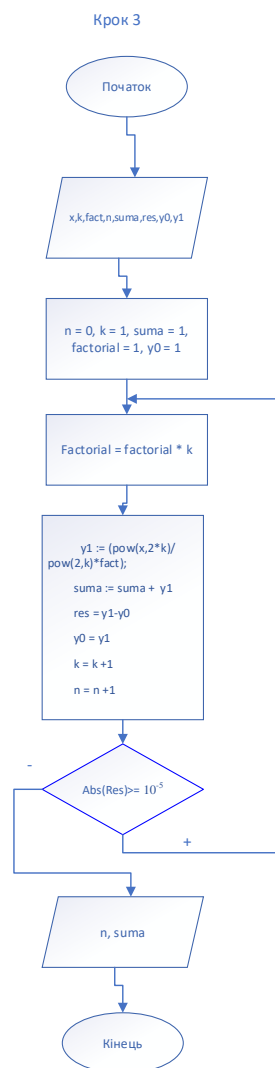 Крок 3
Початок
x,k,fact,n,suma,res,y0,y1
n = 0, k = 1, suma = 1,
factorial = 1, y0 = 1
Factorial = factorial * k
y1 := (pow(x,2*k)/
pow(2,k)*fact);
suma := suma + y1
res = y1-y0
y0 = y1
k = k +1
n = n +1
Abs(Res)>= 10⁻⁵
-
+
n, suma
Кінець